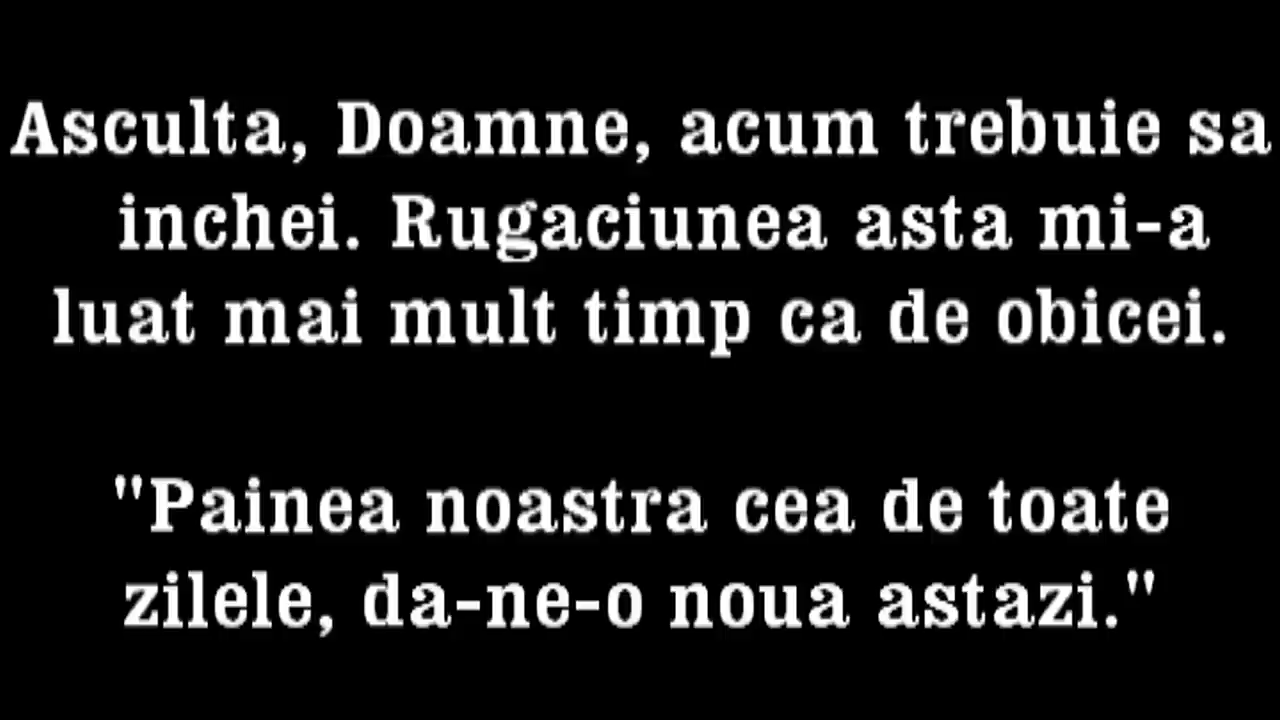 Asculta, Doamne, acum trebuie sa
inchei. Rugaciunea asta mi-a
luat mai mult timp ca de obicei.
"Painea noastra cea de toate
zilele, da-ne-o noua astazi."